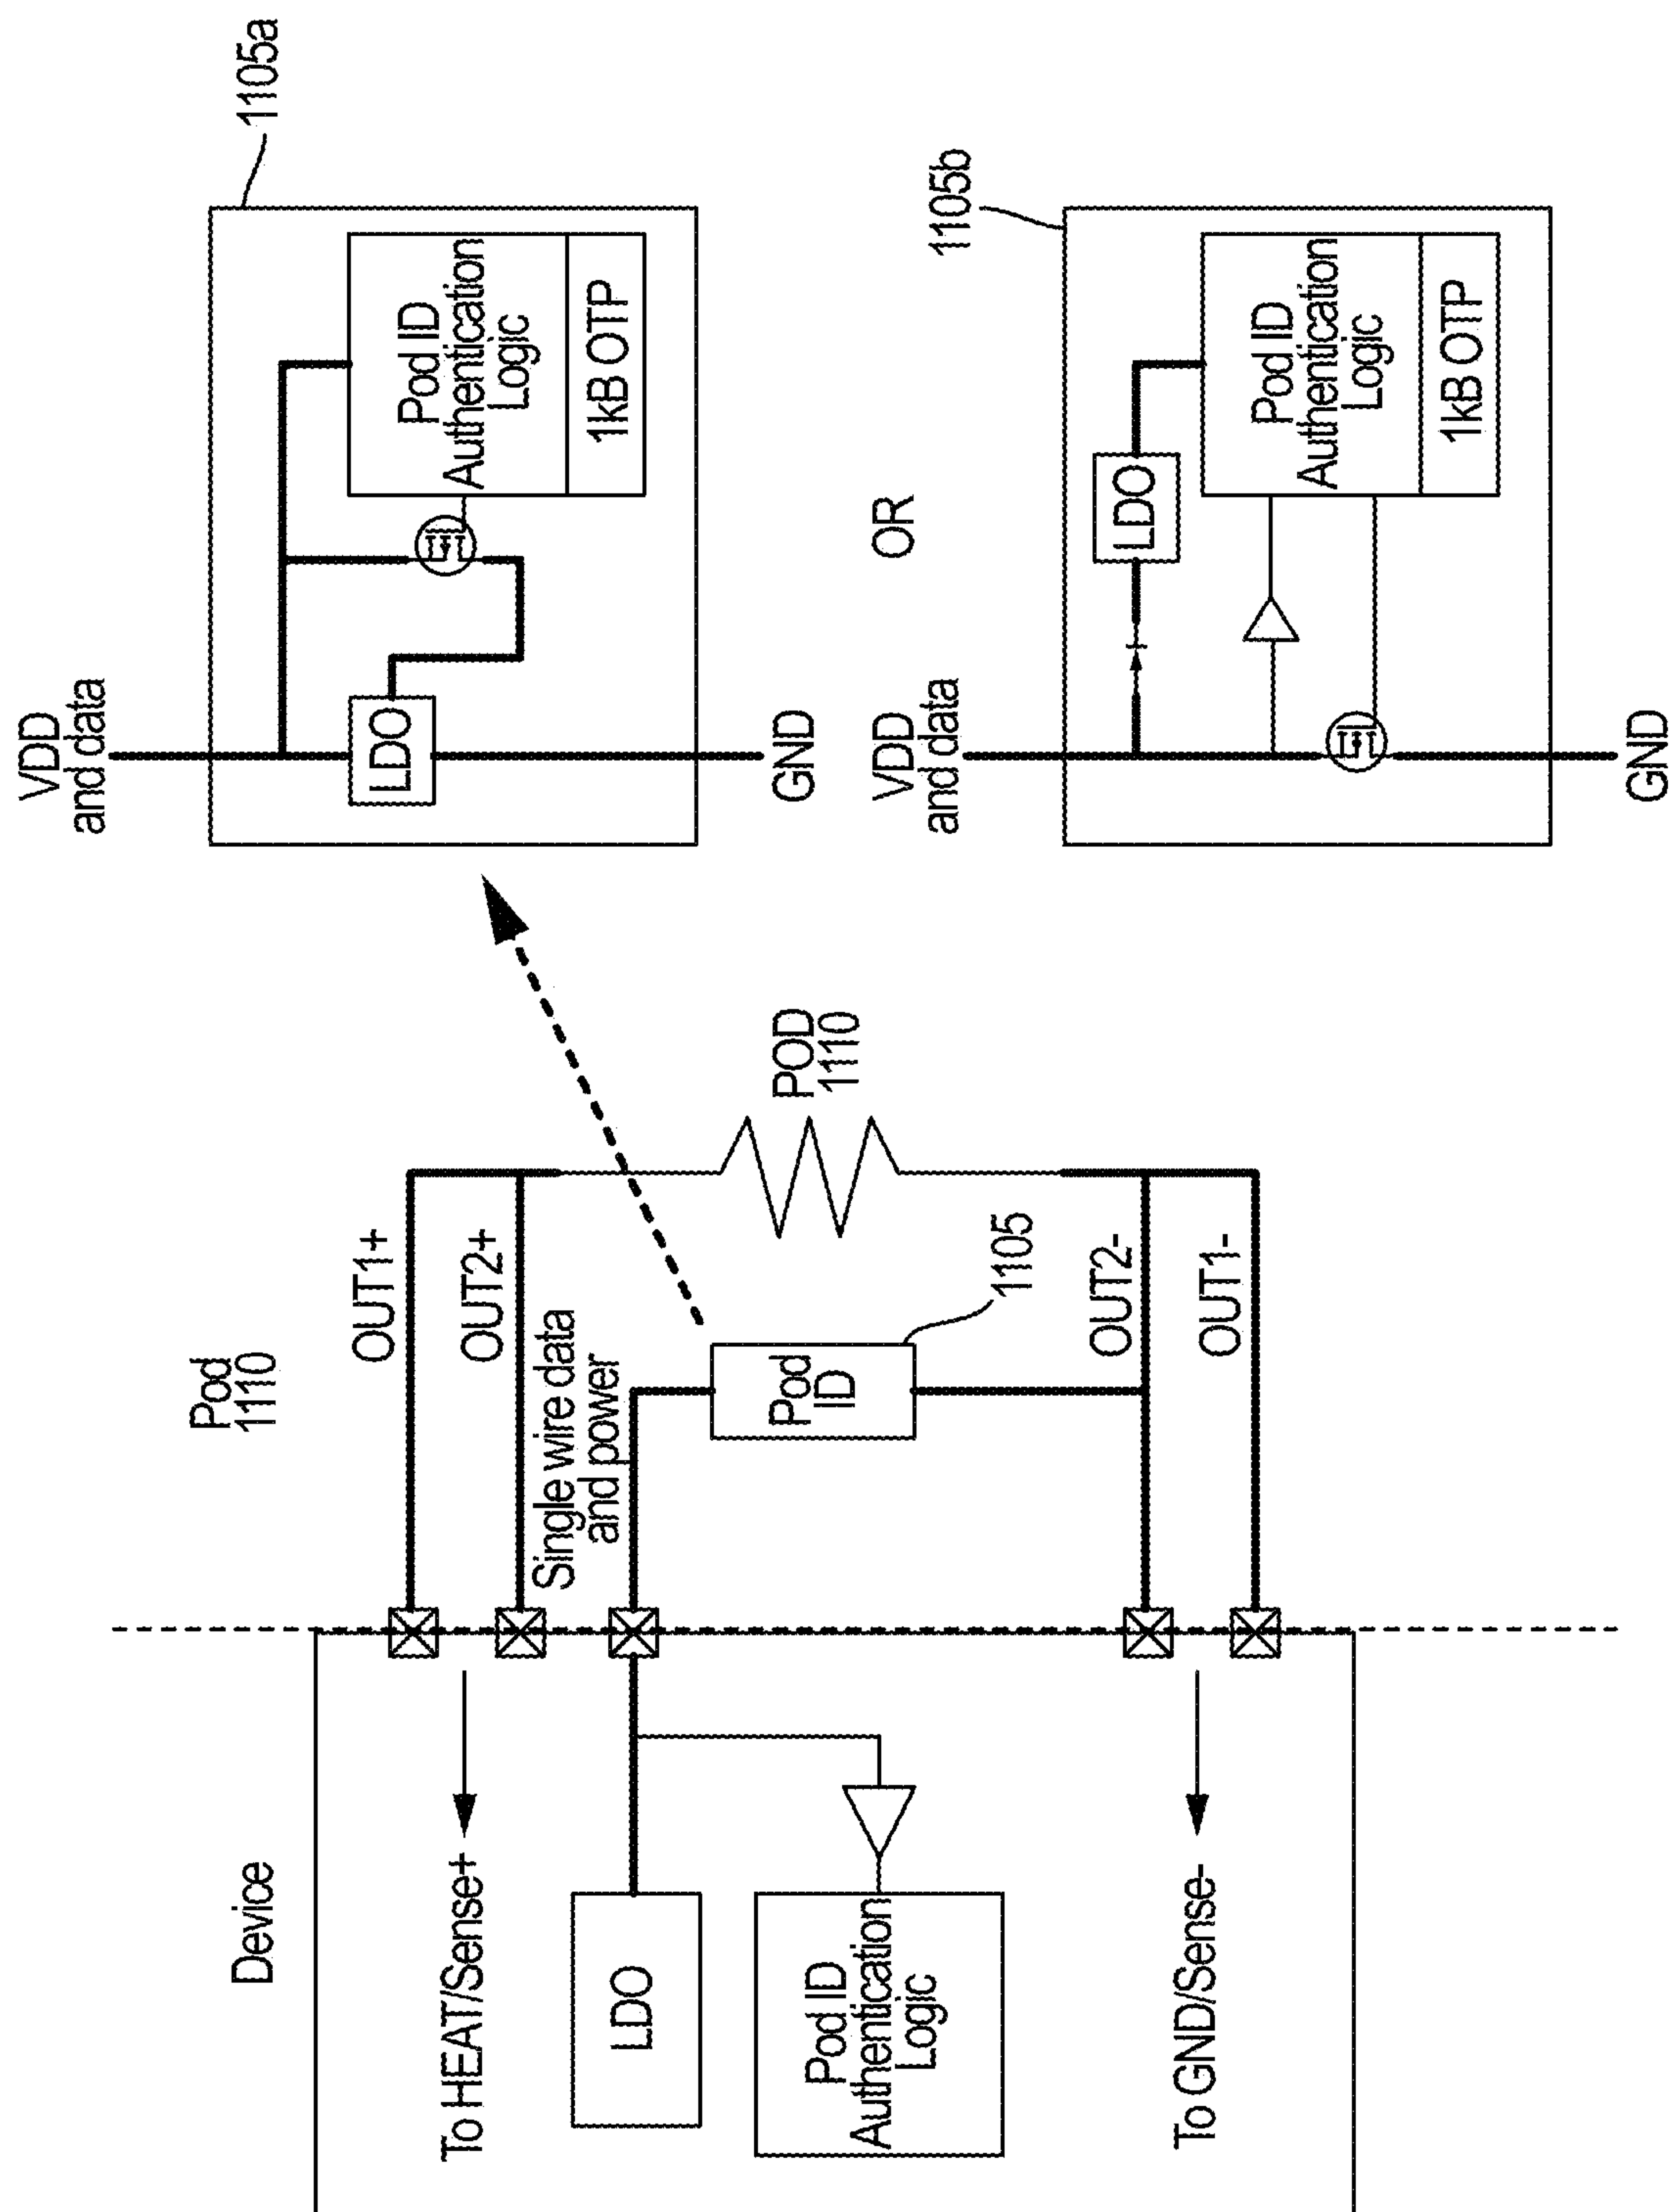 Device
To HEAT/Sense+
LDO
Pod ID
Authentication
Logic
To GND/Sense-
Pod
1110
OUT1+
OUT2+
Single wire data
and power
Pod
ID
1105
OUT2-
OUT1-
POD
1110
VDD
and data
LDO
Pod ID
Authentication
Logic
1kB OTP
GND
1105a
OR
VDD
and data
LDO
Pod ID
Authentication
Logic
1kB OTP
GND
1105b